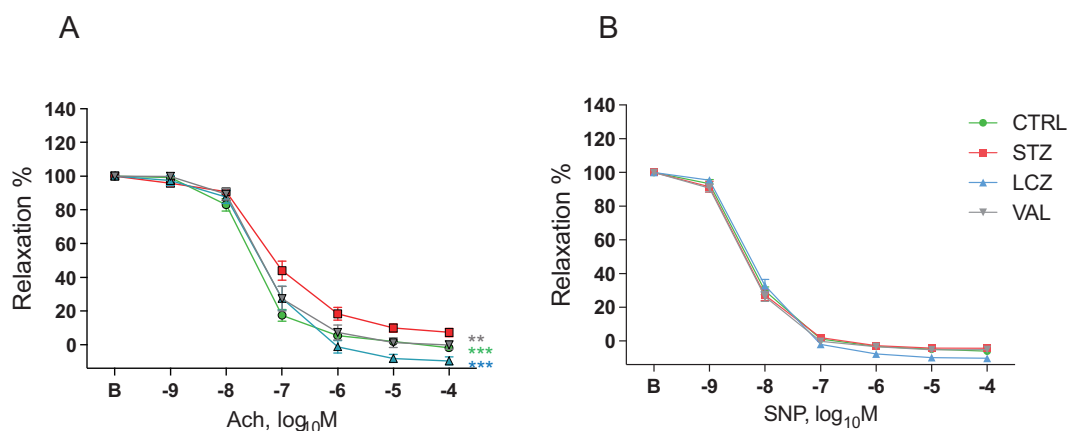 A
B
Relaxation %
140
120
100
80
60
40
20
0
B -9 -8 -7 -6 -5 -4
Ach, log10M
**
***
***
Relaxation %
140
120
100
80
60
40
20
0
B -9 -8 -7 -6 -5 -4
SNP, log10M
CTRL
STZ
LCZ
VAL